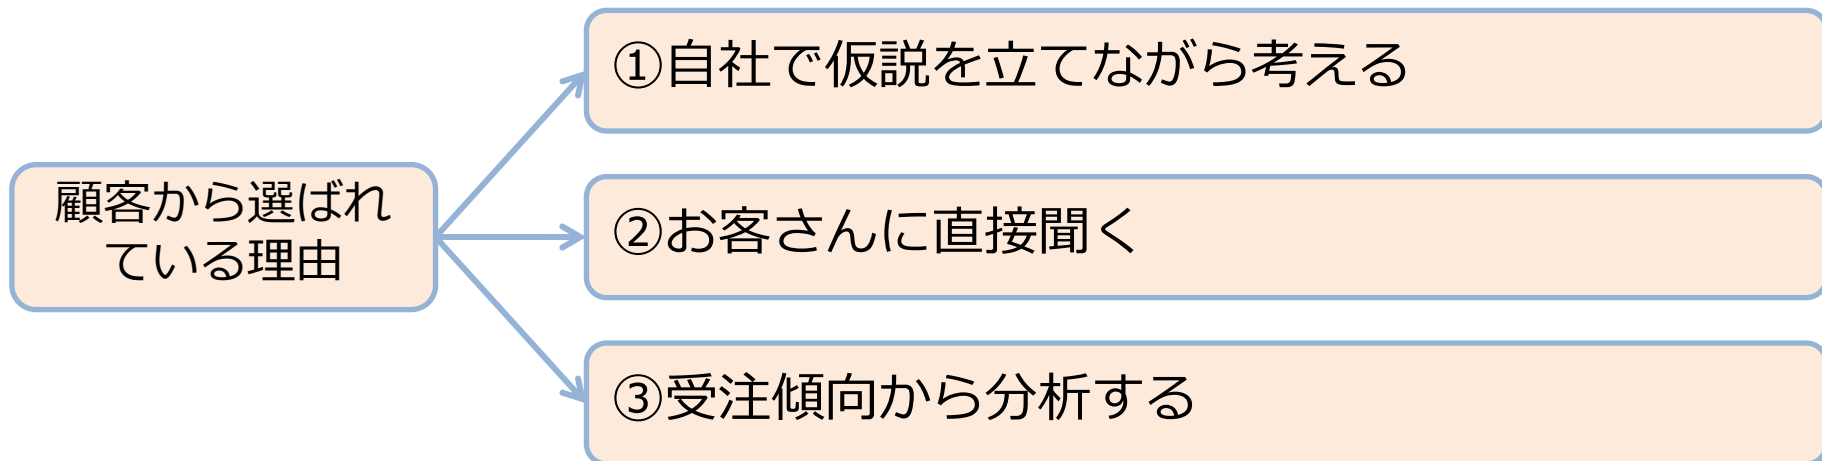 顧客から選ばれ
ている理由
①自社で仮説を立てながら考える
②お客さんに直接聞く
③受注傾向から分析する